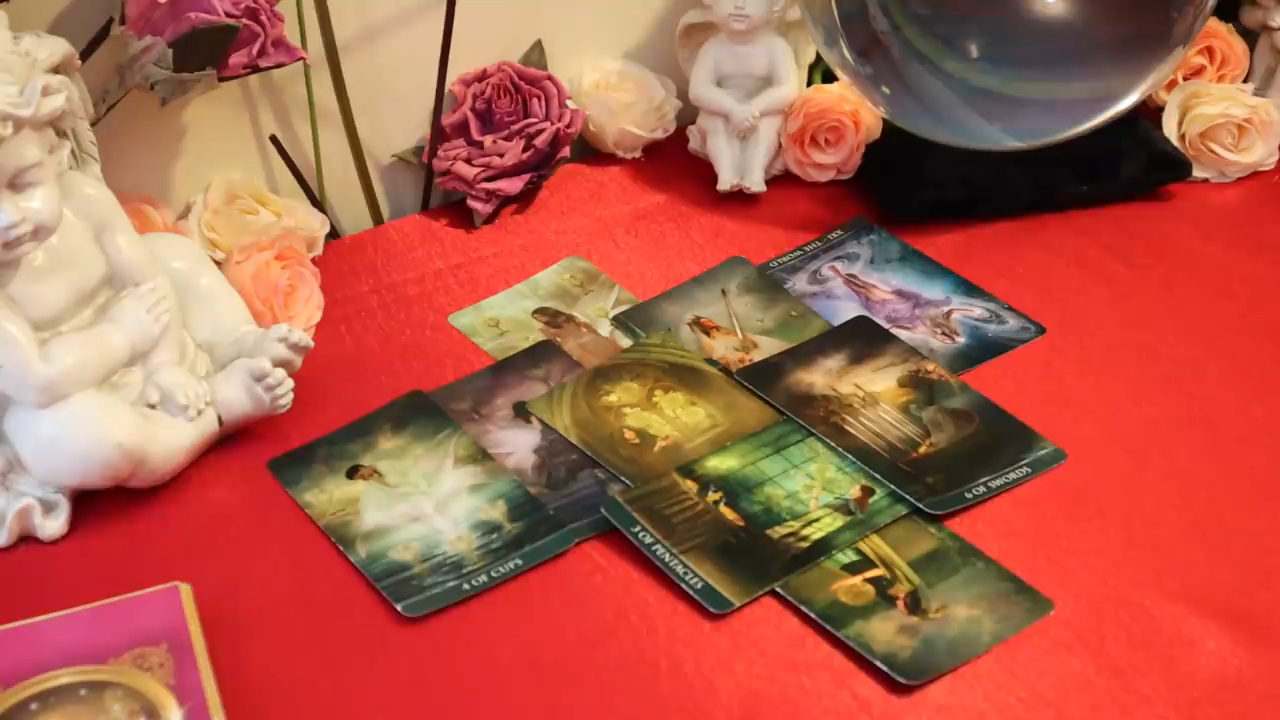 XXI - THE WORLD
6 OF SWORDS
4 OF CUPS
3 OF PENTACLES